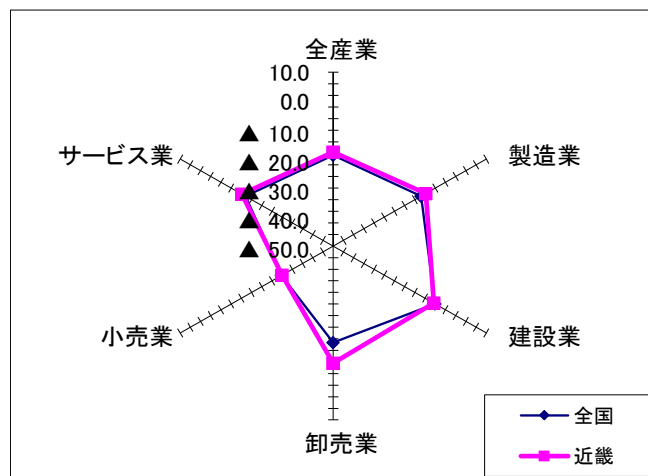 全産業
10.0
0.0
▲ 10.0
▲ 20.0
▲ 30.0
▲ 40.0
▲ 50.0
製造業
建設業
卸売業
小売業
サービス業
全国
近畿